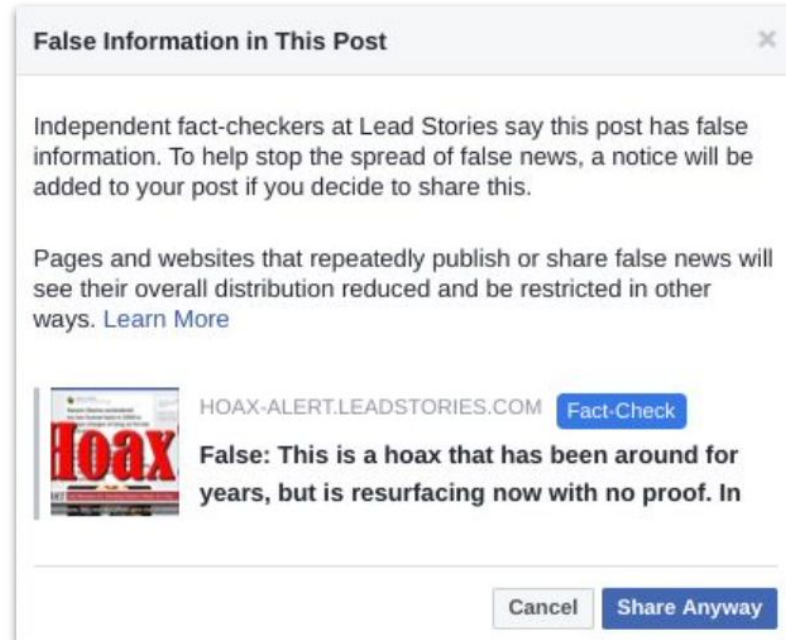 False Information in This Post
Independent fact-checkers at Lead Stories say this post has false
information. To help stop the spread of false news, a notice will be
added to your post if you decide to share this.
Pages and websites that repeatedly publish or share false news will
see their overall distribution reduced and be restricted in other
ways. Learn More
HOAX-ALERT.LEADSTORIES.COM Fact-Check
Hoax
False: This is a hoax that has been around for
years, but is resurfacing now with no proof. In
Cancel Share Anyway